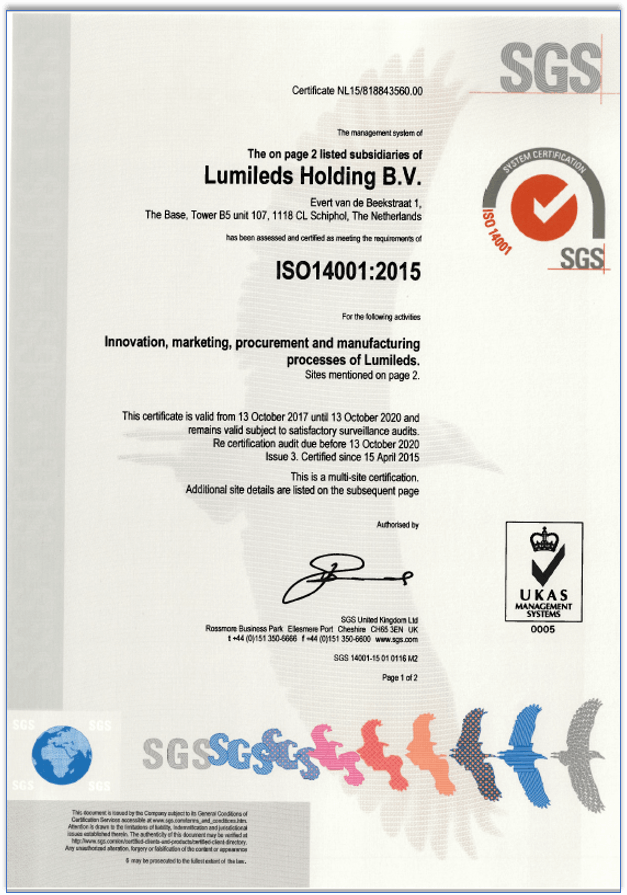 SGS
Certificate NL15/818843560.00
The management system of
The on page 2 listed subsidiaries of
Lumileds Holding B.V.
Evert van de Beekstraat 1,
The Base, Tower B5 unit 107, 1118 CL Schiphol, The Netherlands
has been assessed and certified as meeting the requirements of
ISO14001:2015
SYSTEM CERTIFICATION
ISO 14001
SGS
For the following activities
Innovation, marketing, procurement and manufacturing
processes of Lumileds.
Sites mentioned on page 2.
This certificate is valid from 13 October 2017 until 13 October 2020 and
remains valid subject to satisfactory surveillance audits.
Re certification audit due before 13 October 2020
Issue 3. Certified since 15 April 2015
This is a multi-site certification.
Additional site details are listed on the subsequent page
Authorised by
SGS United Kingdom Ltd
Rossmore Business Park Ellesmere Port Cheshire CH65 3EN UK
t +44 (0)151 350-6666 f +44 (0)151 350-6600 www.sgs.com
SGS 14001-15 01 0116 M2
Page 1 of 2
UKAS
MANAGEMENT
SYSTEMS
0005
SGS SGS
SGS SGS
SGS SGS SGS
This document is issued by the Company subject to its General Conditions of
Certification Services accessible at www.sgs.com/terms_and_conditions.htm.
Attention is drawn to the limitations of liability, indemnification and jurisdictional
issues established therein. The authenticity of this document may be verified at
http://www.sgs.com/en/certified-clients-and-products/certified-client-directory.
Any unauthorized alteration, forgery or falsification of the content or appearance
may be prosecuted to the fullest extent of the law.